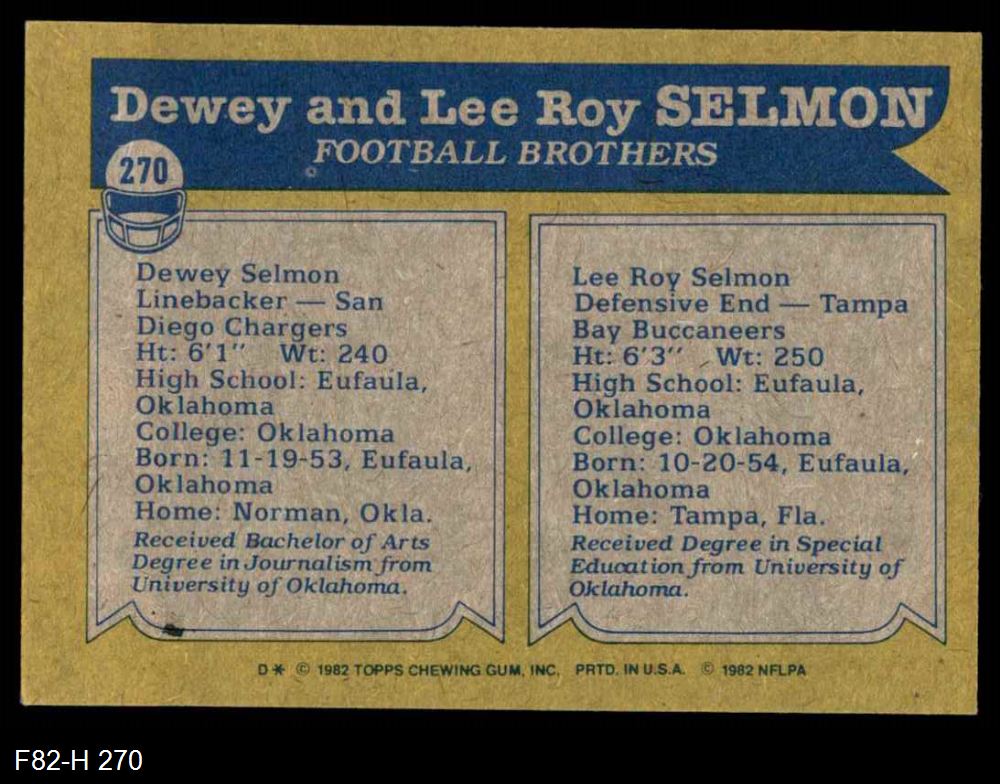 Dewey and Lee Roy SELMON
FOOTBALL BROTHERS
270
Dewey Selmon
Linebacker — San
Diego Chargers
Ht: 6'1" Wt: 240
High School: Eufaula,
Oklahoma
College: Oklahoma
Born: 11-19-53, Eufaula,
Oklahoma
Home: Norman, Okla.
Received Bachelor of Arts
Degree in Journalism from
University of Oklahoma.
Lee Roy Selmon
Defensive End — Tampa
Bay Buccaneers
Ht: 6'3" Wt: 250
High School: Eufaula,
Oklahoma
College: Oklahoma
Born: 10-20-54, Eufaula,
Oklahoma
Home: Tampa, Fla.
Received Degree in Special
Education from University of
Oklahoma.
D* © 1982 TOPPS CHEWING GUM, INC. PRTD. IN U.S.A. © 1982 NFLPA
F82-H 270